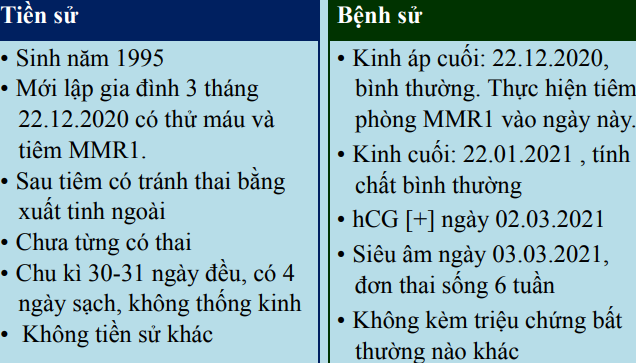 Tiền sử
• Sinh năm 1995
• Mới lập gia đình 3 tháng
22.12.2020 có thử máu và
tiêm MMR1.
• Sau tiêm có tránh thai bằng
xuất tinh ngoài
• Chưa từng có thai
• Chu kì 30-31 ngày đều, có 4
ngày sạch, không thống kinh
• Không tiền sử khác
Bệnh sử
• Kinh áp cuối: 22.12.2020,
bình thường. Thực hiện tiêm
phòng MMR1 vào ngày này.
• Kinh cuối: 22.01.2021 , tính
chất bình thường
• hCG [+] ngày 02.03.2021
• Siêu âm ngày 03.03.2021,
đơn thai sống 6 tuần
• Không kèm triệu chứng bất
thường nào khác